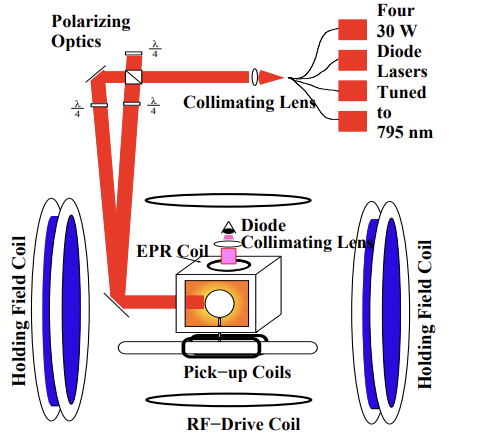 Polarizing
Optics
λ
4
λ
4
λ
4
Collimating Lens
Four
30 W
Diode
Lasers
Tuned
to
795 nm
Diode
Collimating Lens
EPR Coil
Holding Field Coil
Holding Field Coil
Pick−up Coils
RF−Drive Coil